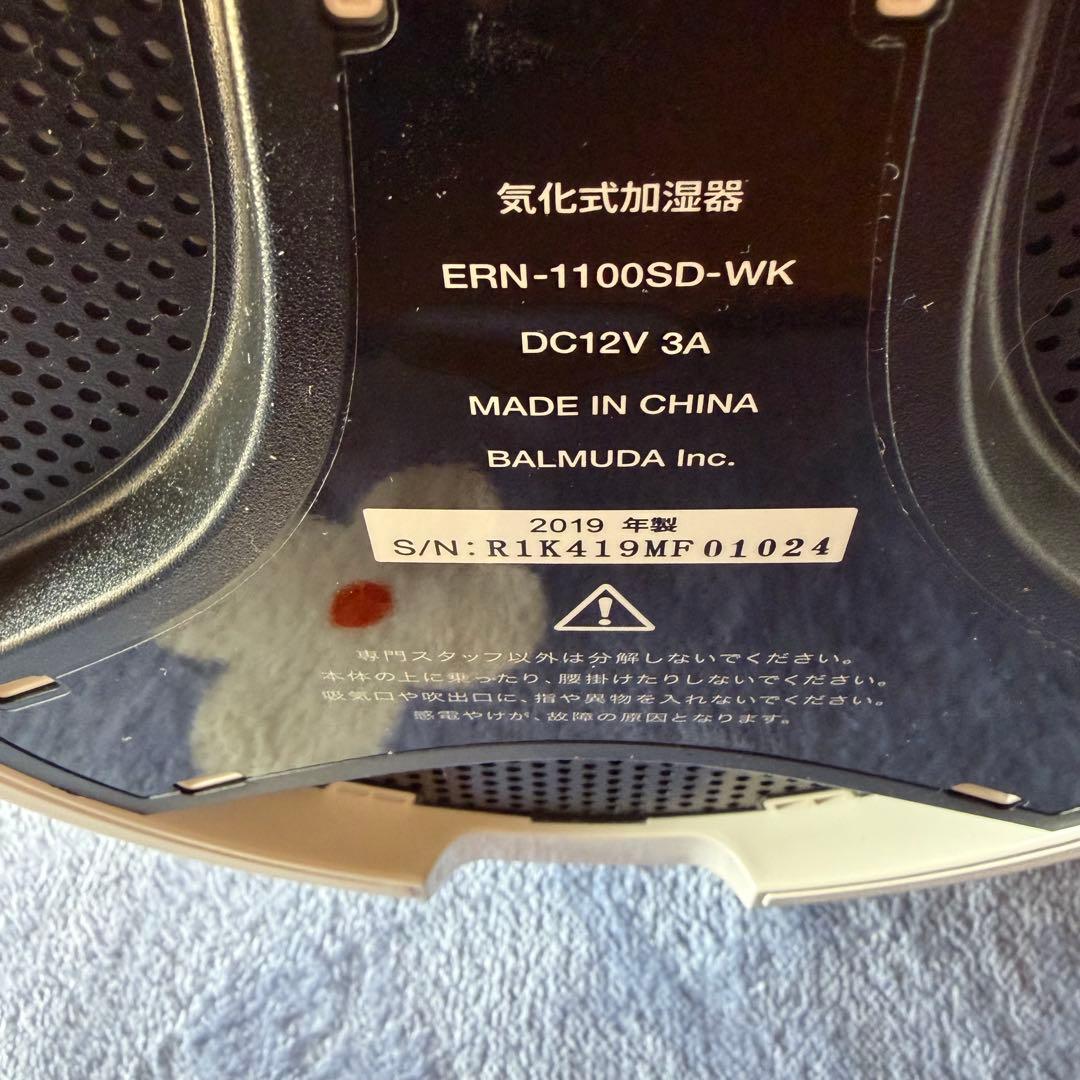 気化式加湿器
ERN-1100SD-WK
DC12V 3A
MADE IN CHINA
BALMUDA Inc.
2019 年製
S/N : R1K419MF01024
専門スタッフ以外は分解しないでください。
本体の上に乗ったり、腰掛けたりしないでください。
吸気口や吹出口に、指や異物を入れないでください。
感電やけが、故障の原因となります。